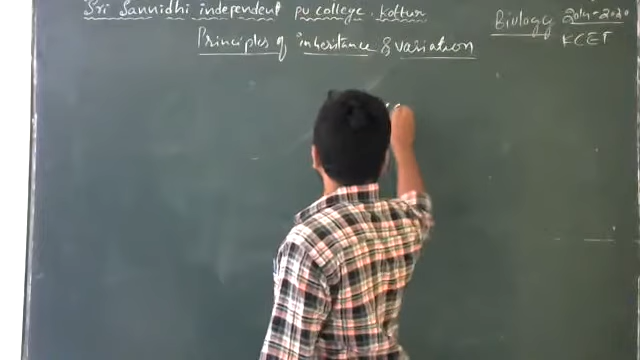 Sri Sannidhi independent pu college. Kottur
Biology 2019-2020
Principles of inheritance & variation
KCET